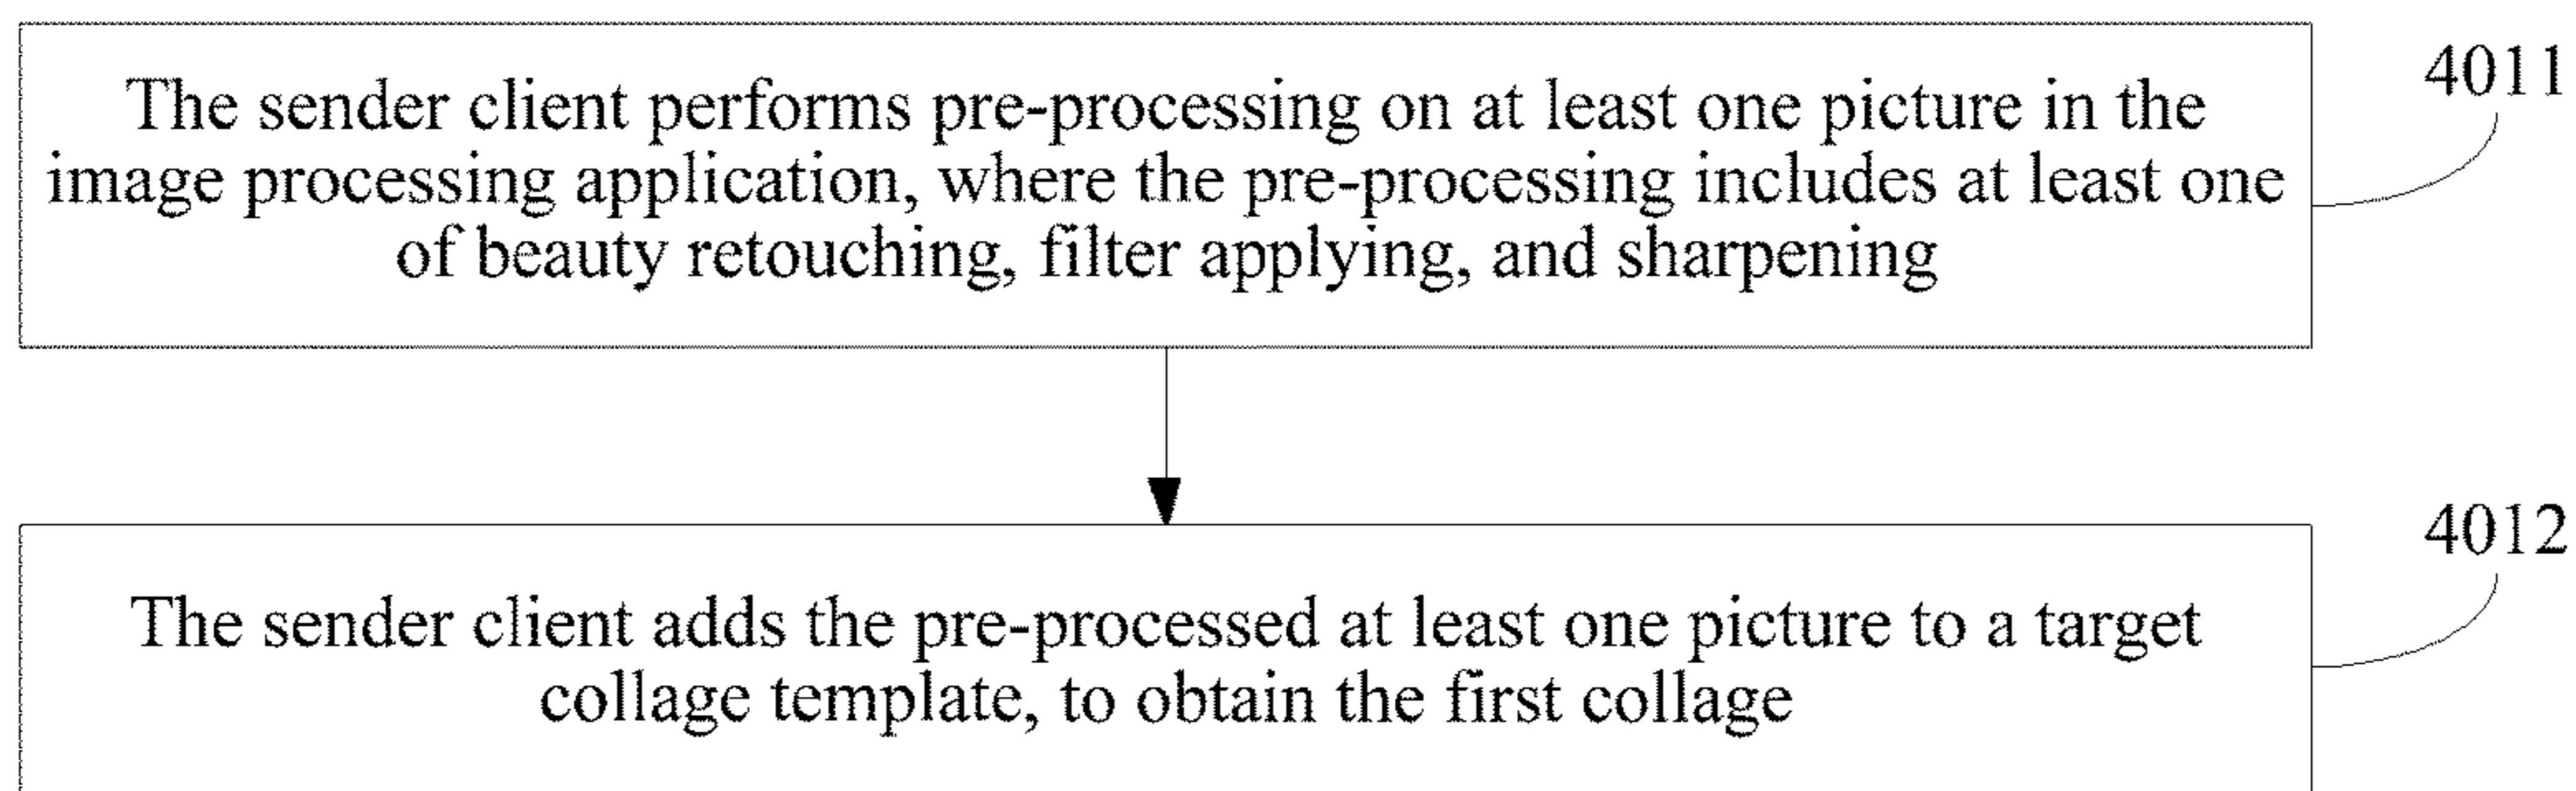 The sender client performs pre-processing on at least one picture in the
image processing application, where the pre-processing includes at least one
of beauty retouching, filter applying, and sharpening
4011
The sender client adds the pre-processed at least one picture to a target
collage template, to obtain the first collage
4012